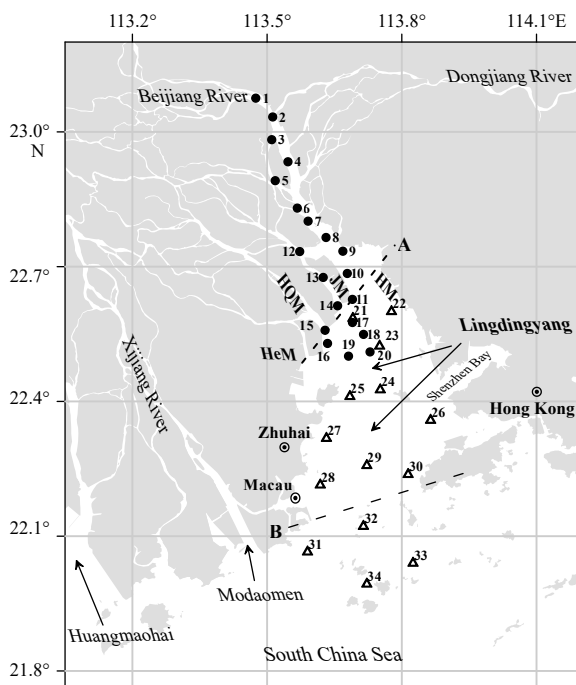 113.2° 113.5° 113.8° 114.1°E
Dongjiang River
Beijiang River
1
2
23.0°
N
3
4
5
6
7
8
9
A
12
10
22.7°
13
HQM
JM
HM
11
14
21
22
17
15
18
23
Lingdingyang
HeM
16
19
20
Xijiang River
Shenzhen Bay
25
24
22.4°
Hong Kong
26
Zhuhai
27
29
30
28
Macau
B
32
22.1°
31
33
34
Modaomen
Huangmaohai
South China Sea
21.8°